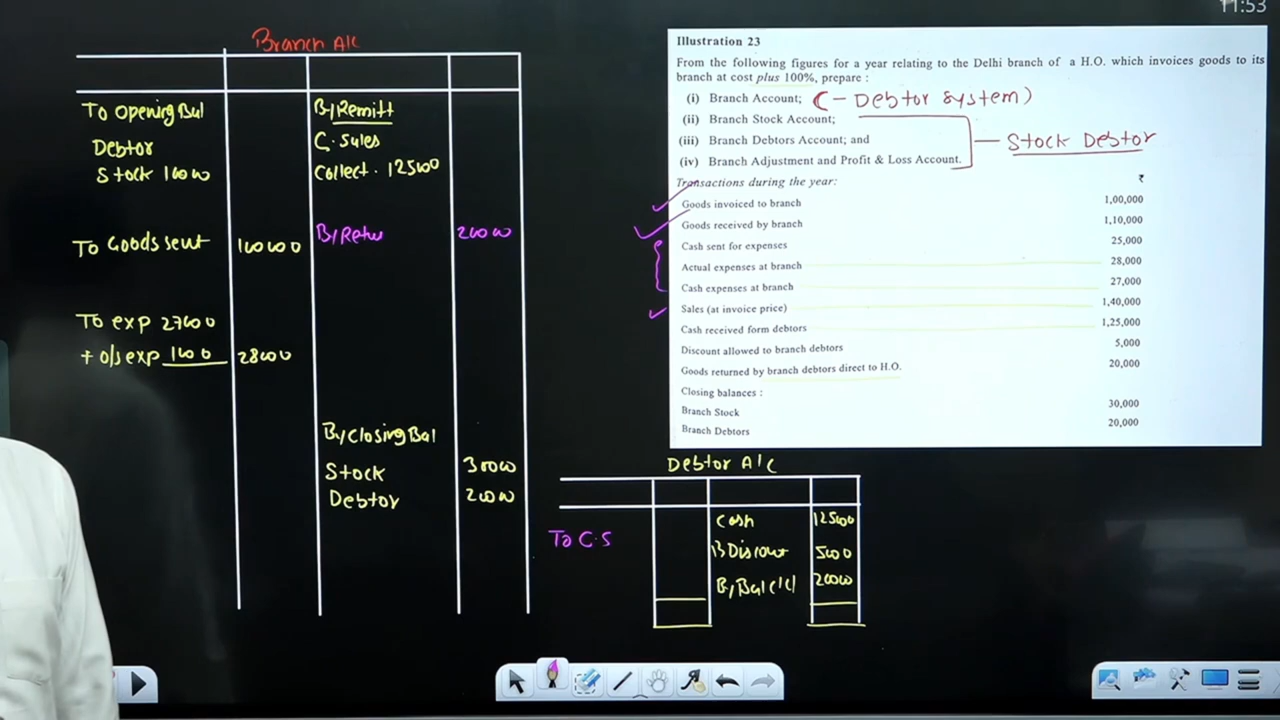 11:53
Branch A/c
To Opening Bal
Debtor
Stock 10000
To Goods sent 100000
To exp 27000
+ o/s exp 1000 28000
By Remitt
C. Sales
Collect. 125000
By Retu 20000
By Closing Bal
Stock 30000
Debtor 20000
Illustration 23
From the following figures for a year relating to the Delhi branch of a H.O. which invoices goods to its
branch at cost plus 100%, prepare :
(i) Branch Account; (- Debtor System)
(ii) Branch Stock Account;
(iii) Branch Debtors Account; and
(iv) Branch Adjustment and Profit & Loss Account.
Stock Debtor
Transactions during the year: ₹
Goods invoiced to branch 1,00,000
Goods received by branch 1,10,000
Cash sent for expenses 25,000
Actual expenses at branch 28,000
Cash expenses at branch 27,000
Sales (at invoice price) 1,40,000
Cash received form debtors 1,25,000
Discount allowed to branch debtors 5,000
Goods returned by branch debtors direct to H.O. 20,000
Closing balances :
Branch Stock 30,000
Branch Debtors 20,000
Debtor A/C
To C.S
Cash 125000
B Discount 5000
By Bal c/d 20000